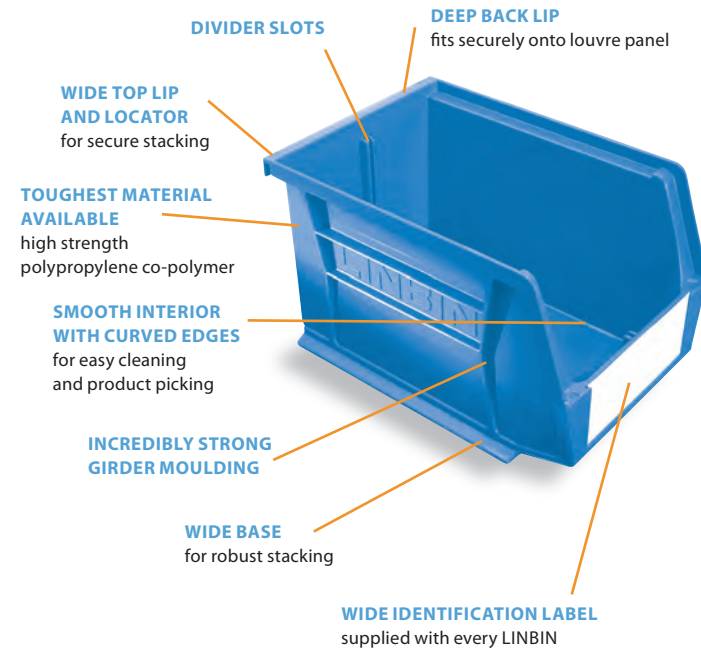 DIVIDER SLOTS
DEEP BACK LIP
fits securely onto louvre panel
WIDE TOP LIP
AND LOCATOR
for secure stacking
TOUGHEST MATERIAL
AVAILABLE
high strength
polypropylene co-polymer
LINBIN
SMOOTH INTERIOR
WITH CURVED EDGES
for easy cleaning
and product picking
INCREDIBLY STRONG
GIRDER MOULDING
WIDE BASE
for robust stacking
WIDE IDENTIFICATION LABEL
supplied with every LINBIN